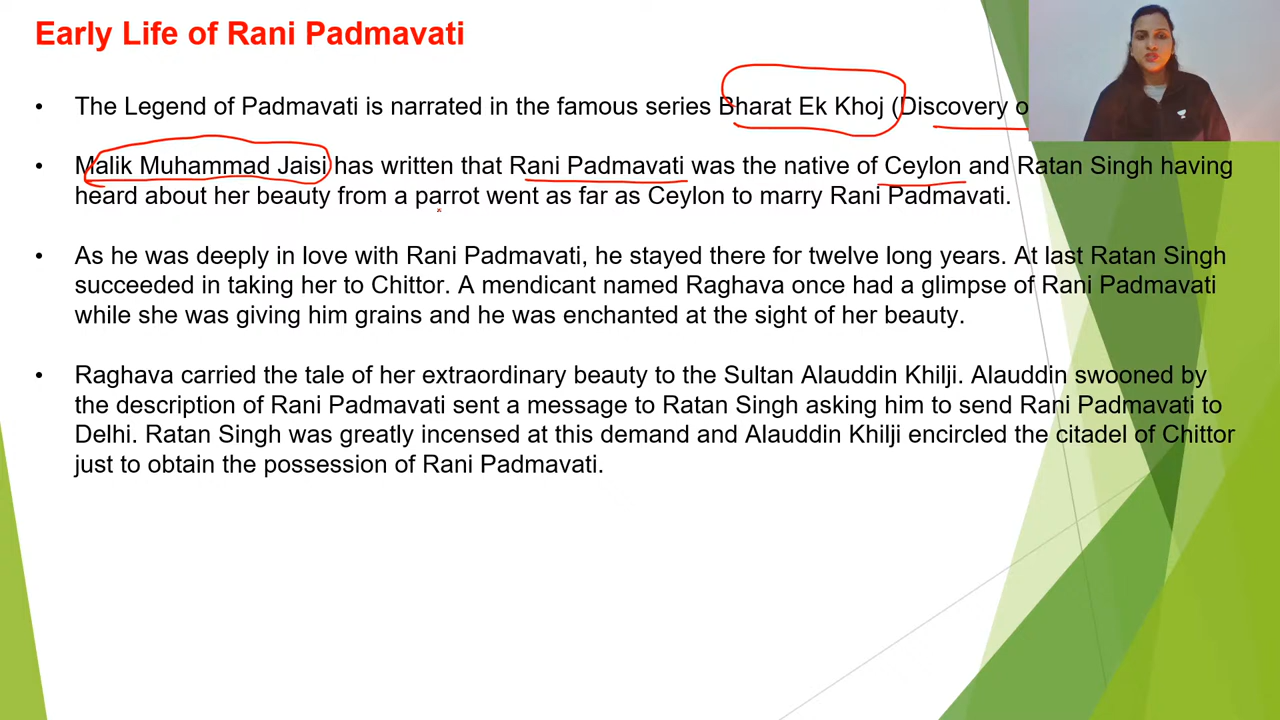 Early Life of Rani Padmavati
• The Legend of Padmavati is narrated in the famous series Bharat Ek Khoj (Discovery o
• Malik Muhammad Jaisi has written that Rani Padmavati was the native of Ceylon and Ratan Singh having
heard about her beauty from a parrot went as far as Ceylon to marry Rani Padmavati.
• As he was deeply in love with Rani Padmavati, he stayed there for twelve long years. At last Ratan Singh
succeeded in taking her to Chittor. A mendicant named Raghava once had a glimpse of Rani Padmavati
while she was giving him grains and he was enchanted at the sight of her beauty.
• Raghava carried the tale of her extraordinary beauty to the Sultan Alauddin Khilji. Alauddin swooned by
the description of Rani Padmavati sent a message to Ratan Singh asking him to send Rani Padmavati to
Delhi. Ratan Singh was greatly incensed at this demand and Alauddin Khilji encircled the citadel of Chittor
just to obtain the possession of Rani Padmavati.